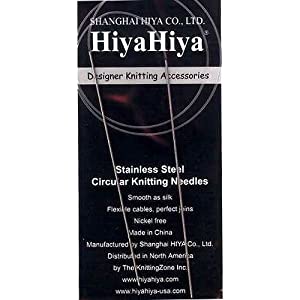 SHANGHAI HIYA CO., LTD.
HiyaHiya®
Designer Knitting Accessories
Stainless Steel
Circular Knitting Needles
Smooth as silk
Flexible cables, perfect joins
Nickel free
Made in China
Manufactured by Shanghai HIYA Co., Ltd.
Distributed in North America
by The KnittingZone Inc.
www.hiyahiya.com
www.hiyahiya-usa.com